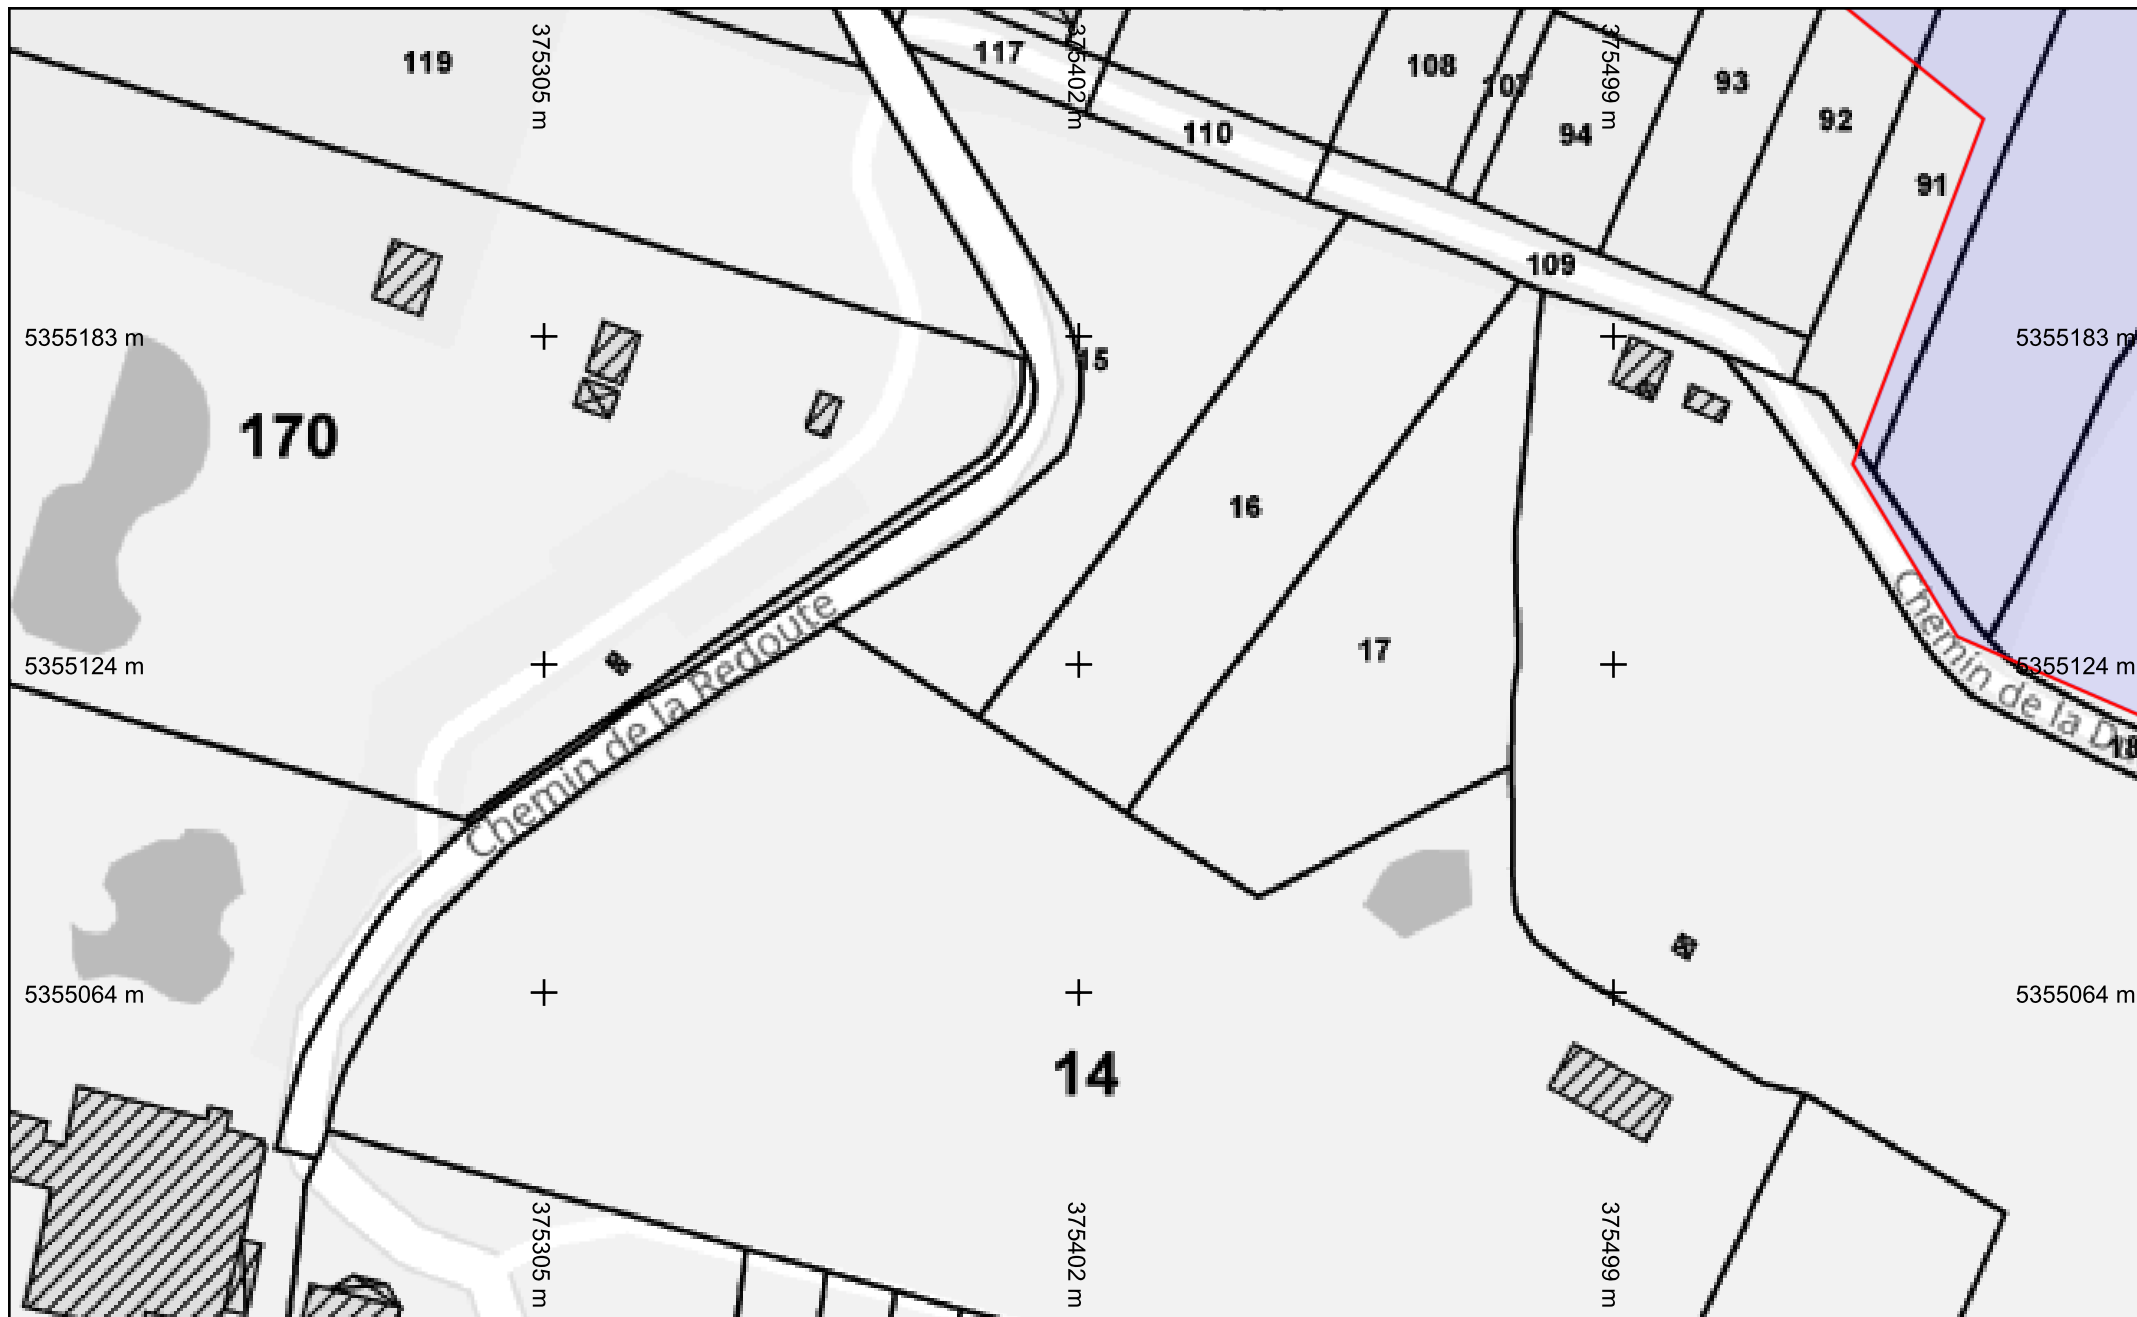 119
375305 m
117
375402 m
108
107
375499 m
93
94
92
110
91
109
5355183 m
5355183 m
15
170
16
Chemin de la Redoute
17
5355124 m
5355124 m
Chemin de la
5355064 m
5355064 m
14
375305 m
375402 m
375499 m